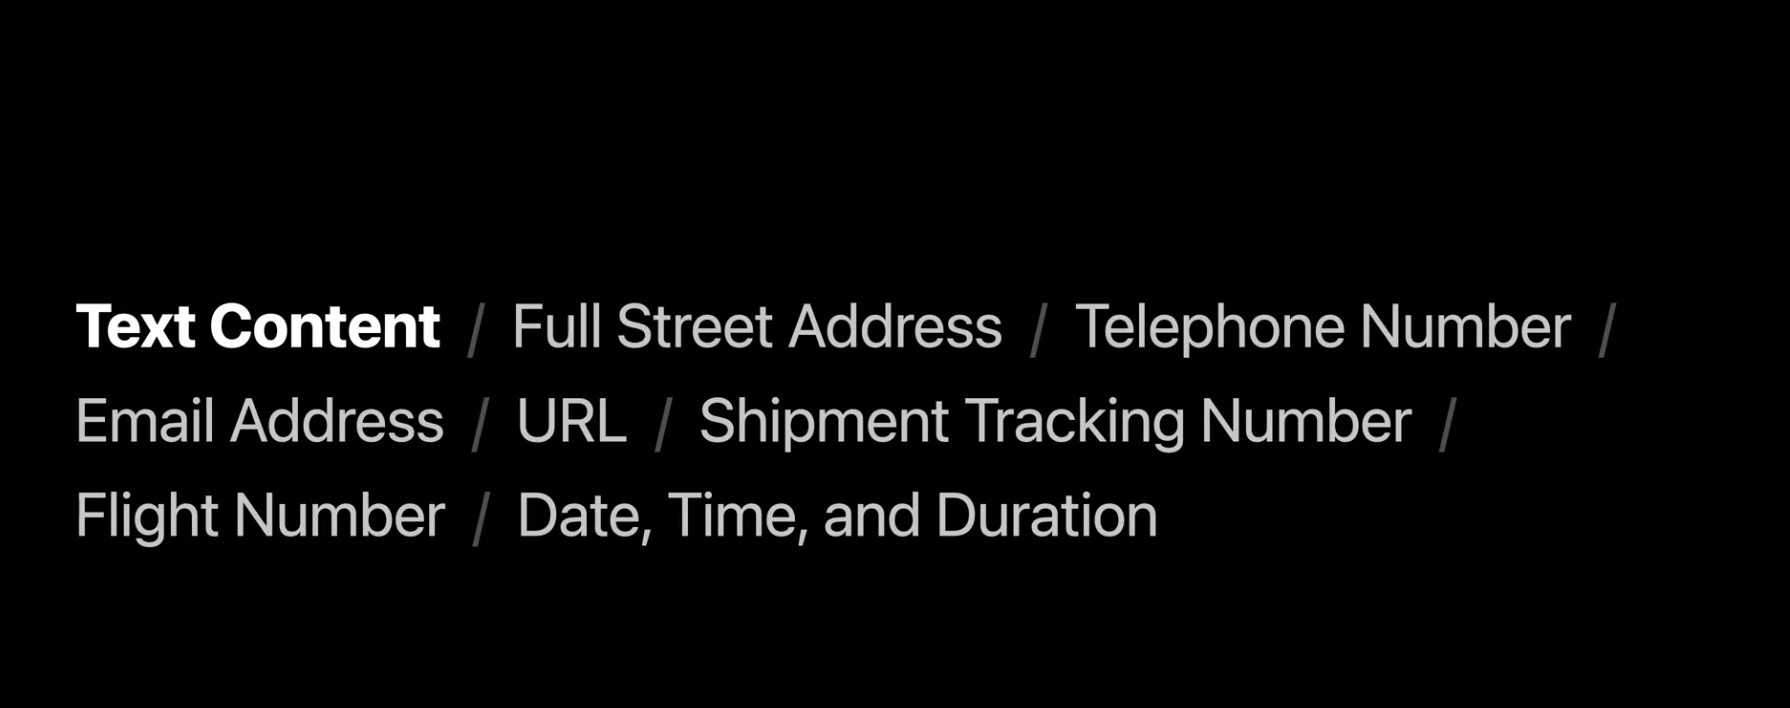 Text Content / Full Street Address / Telephone Number /
Email Address / URL / Shipment Tracking Number /
Flight Number / Date, Time, and Duration